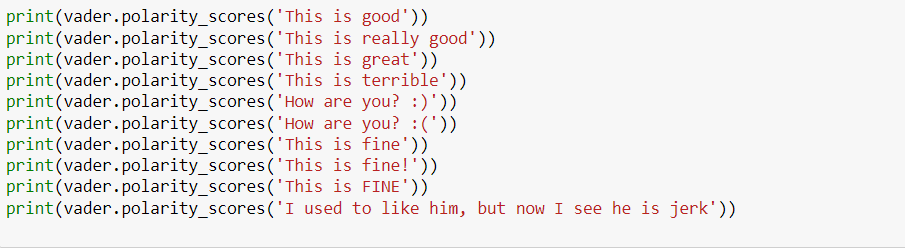 print(vader.polarity_scores('This is good'))
print(vader.polarity_scores('This is really good'))
print(vader.polarity_scores('This is great'))
print(vader.polarity_scores('This is terrible'))
print(vader.polarity_scores('How are you? :)'))
print(vader.polarity_scores('How are you? :('))
print(vader.polarity_scores('This is fine'))
print(vader.polarity_scores('This is fine!'))
print(vader.polarity_scores('This is FINE'))
print(vader.polarity_scores('I used to like him, but now I see he is jerk'))